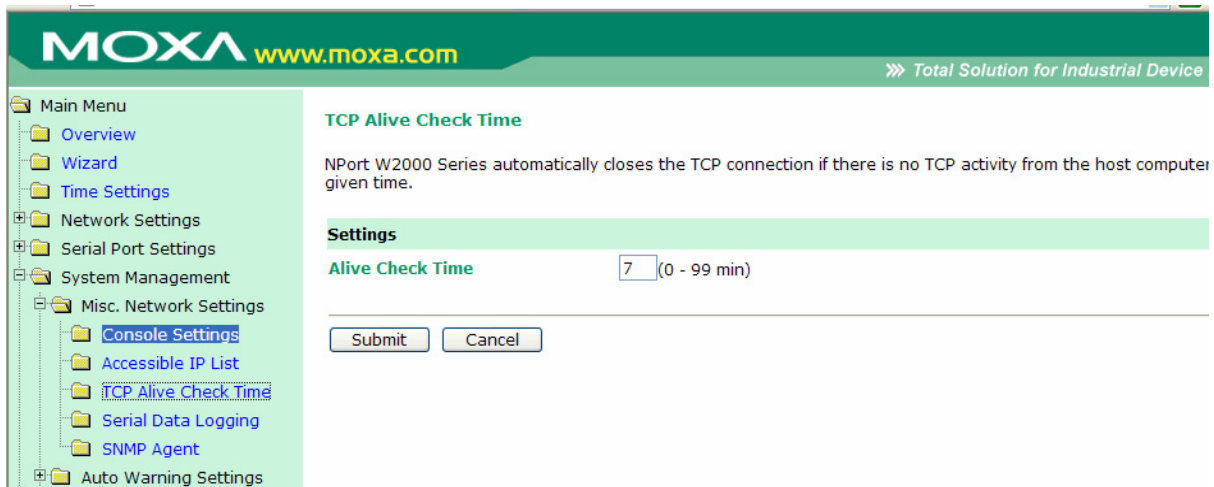 MOXA www.moxa.com
Total Solution for Industrial Device
Main Menu
Overview
Wizard
Time Settings
Network Settings
Serial Port Settings
System Management
Misc. Network Settings
Console Settings
Accessible IP List
TCP Alive Check Time
Serial Data Logging
SNMP Agent
Auto Warning Settings
TCP Alive Check Time
NPort W2000 Series automatically closes the TCP connection if there is no TCP activity from the host computer
given time.
Settings
Alive Check Time 7 (0 - 99 min)
Submit Cancel